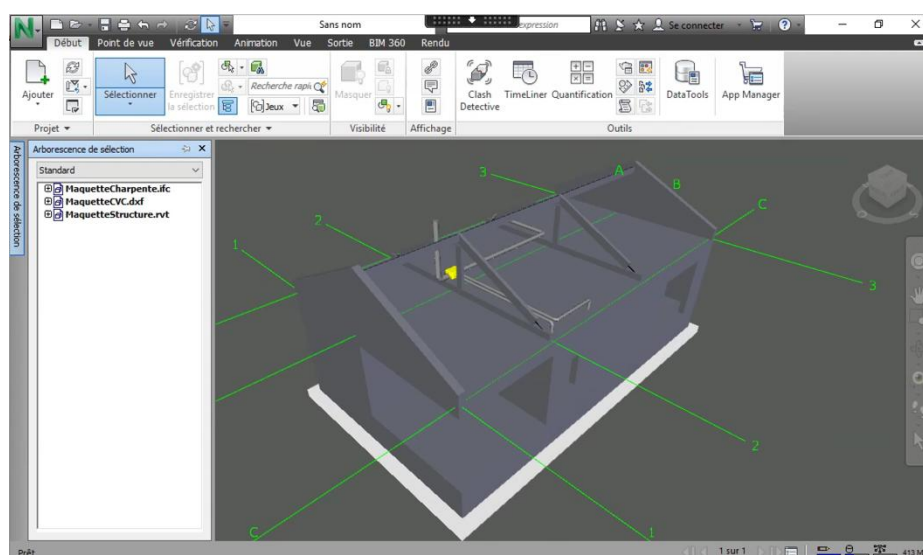 Sans nom
expression
Se connecter
Début Point de vue Vérification Animation Vue Sortie BIM 360 Rendu
Ajouter
Sélectionner
Enregistrer la sélection
Recherche rapi
Jeux
Masquer
Clash Detective
TimeLiner
Quantification
DataTools
App Manager
Projet
Sélectionner et rechercher
Visibilité
Affichage
Outils
Arborescence de sélection
Arborescence de sélection
Standard
MaquetteCharpente.ifc
MaquetteCVC.dxf
MaquetteStructure.rvt
3 A B C
2
1
3
2
C 1
Prêt
1 sur 1